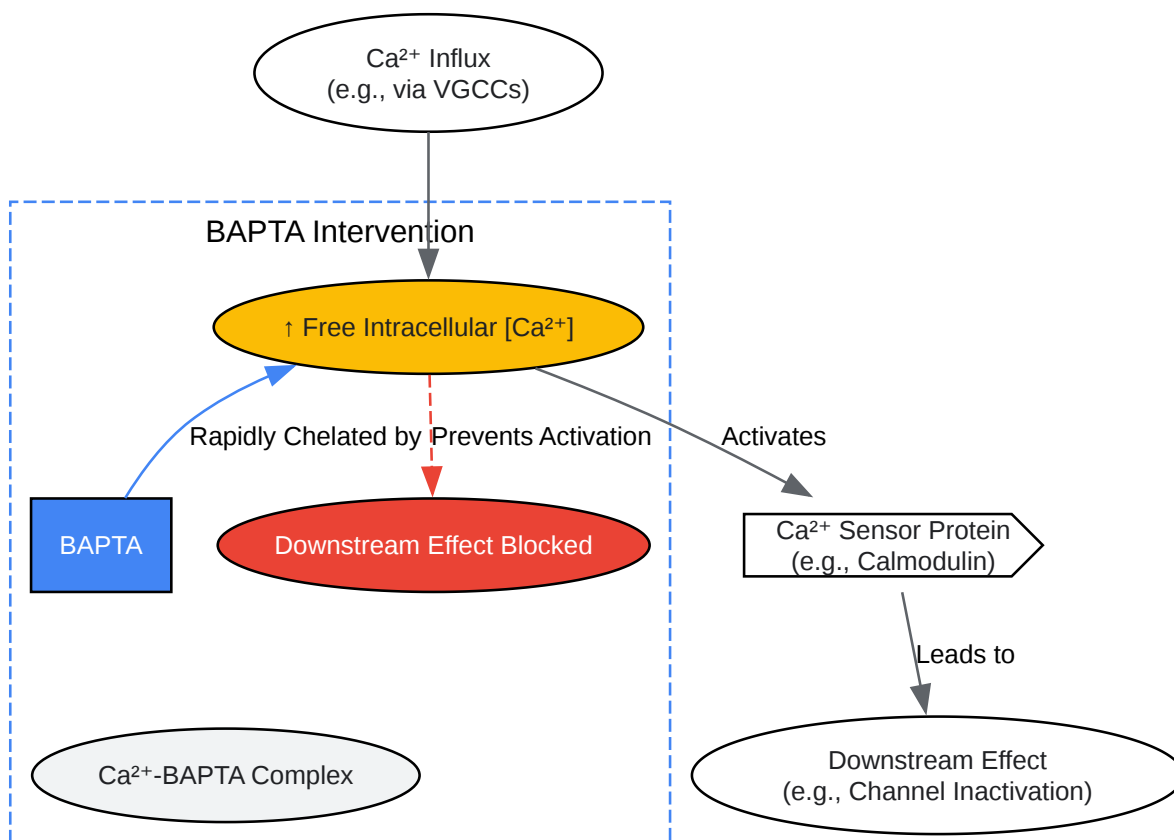 Ca²⁺ Influx
(e.g., via VGCCs)
BAPTA Intervention
↑ Free Intracellular [Ca²⁺]
Rapidly Chelated by
Prevents Activation
Activates
BAPTA
Downstream Effect Blocked
Ca²⁺ Sensor Protein
(e.g., Calmodulin)
Leads to
Ca²⁺-BAPTA Complex
Downstream Effect
(e.g., Channel Inactivation)